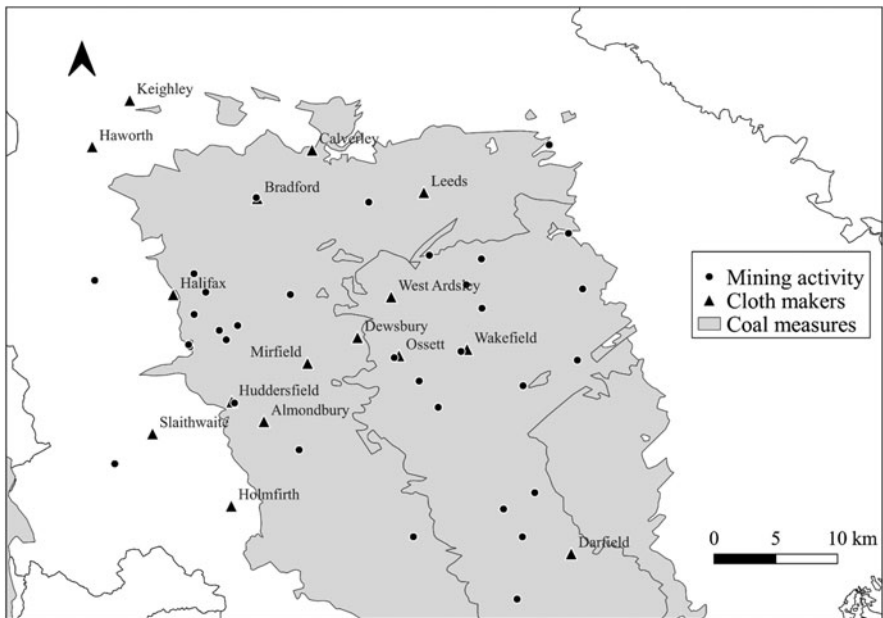 Keighley
Haworth
Calverley
Bradford
Leeds
Halifax
West Ardsley
Dewsbury
Ossett
Wakefield
Mirfield
Huddersfield
Almondbury
Slaithwaite
Holmfirth
Darfield
Mining activity
Cloth makers
Coal measures
0 5 10 km